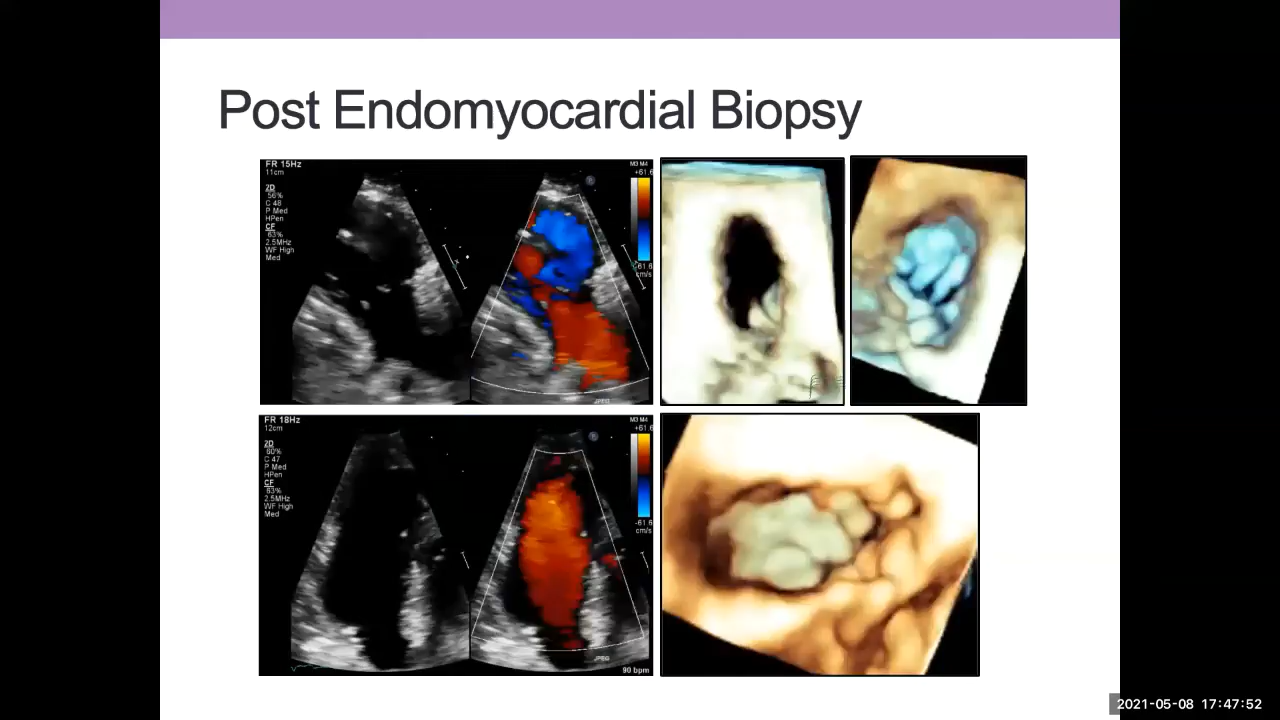 Post Endomyocardial Biopsy
FR 15Hz
11cm
2D
56%
C 48
P Med
HPen
CF
63%
2.5MHz
WF High
Med
M3 M4
+61.6
-61.6
cm/s
JPEG
FR 18Hz
12cm
2D
60%
C 47
P Med
HPen
CF
63%
2.5MHz
WF High
Med
M3 M4
+61.6
-61.6
cm/s
JPEG
90 bpm
2021-05-08 17:47:52